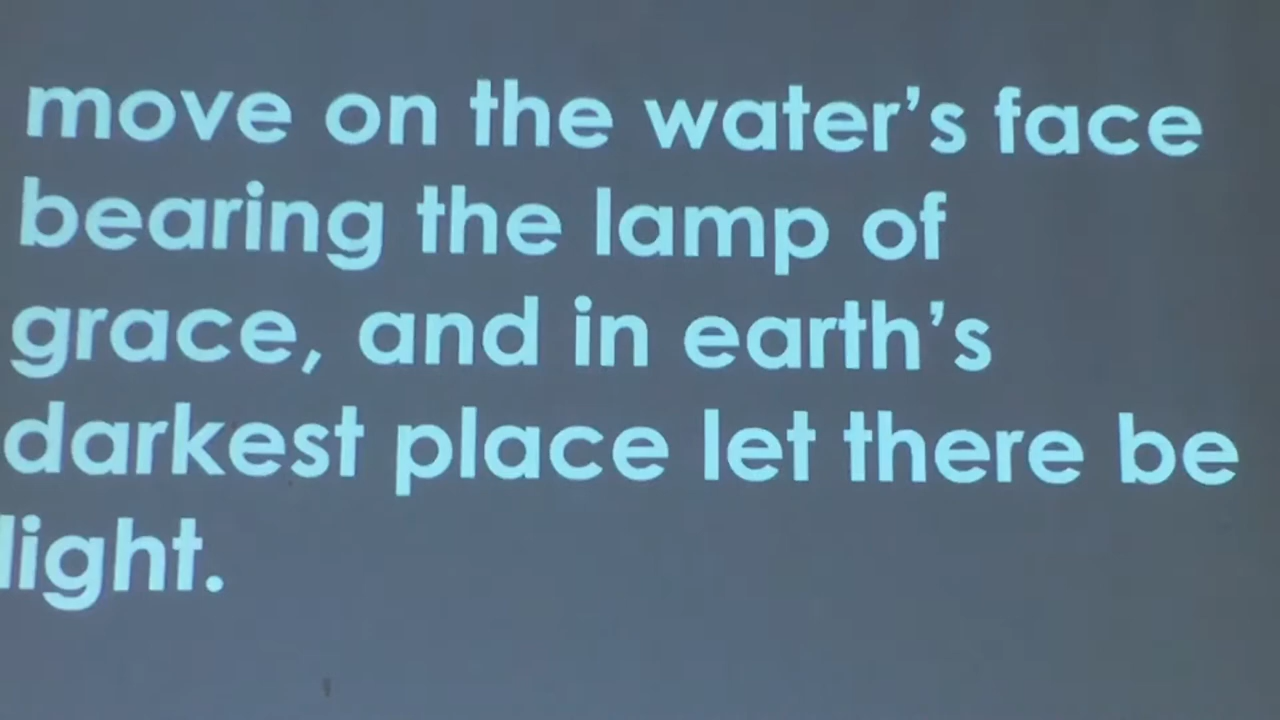 move on the water’s face
bearing the lamp of
grace, and in earth’s
darkest place let there be
light.